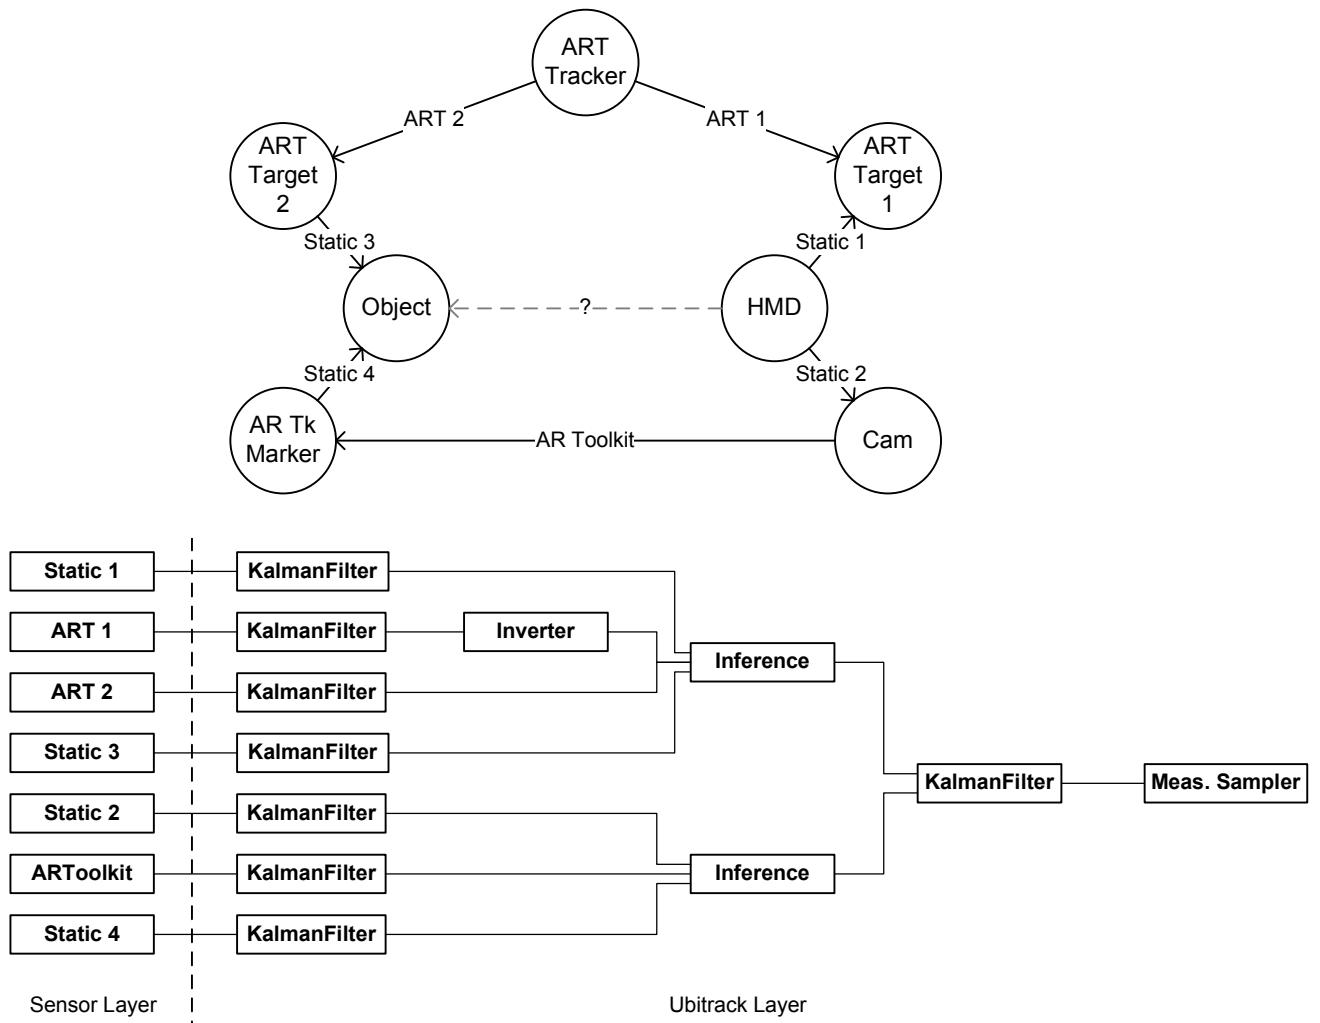 ART
Tracker
ART 2
ART 1
ART
Target
2
ART
Target
1
Static 3
Static 1
Object
?
HMD
Static 4
Static 2
AR Tk
Marker
AR Toolkit
Cam
Static 1
KalmanFilter
ART 1
KalmanFilter
Inverter
Inference
ART 2
KalmanFilter
Static 3
KalmanFilter
KalmanFilter
Meas. Sampler
Static 2
KalmanFilter
ARToolkit
KalmanFilter
Inference
Static 4
KalmanFilter
Sensor Layer
Ubitrack Layer